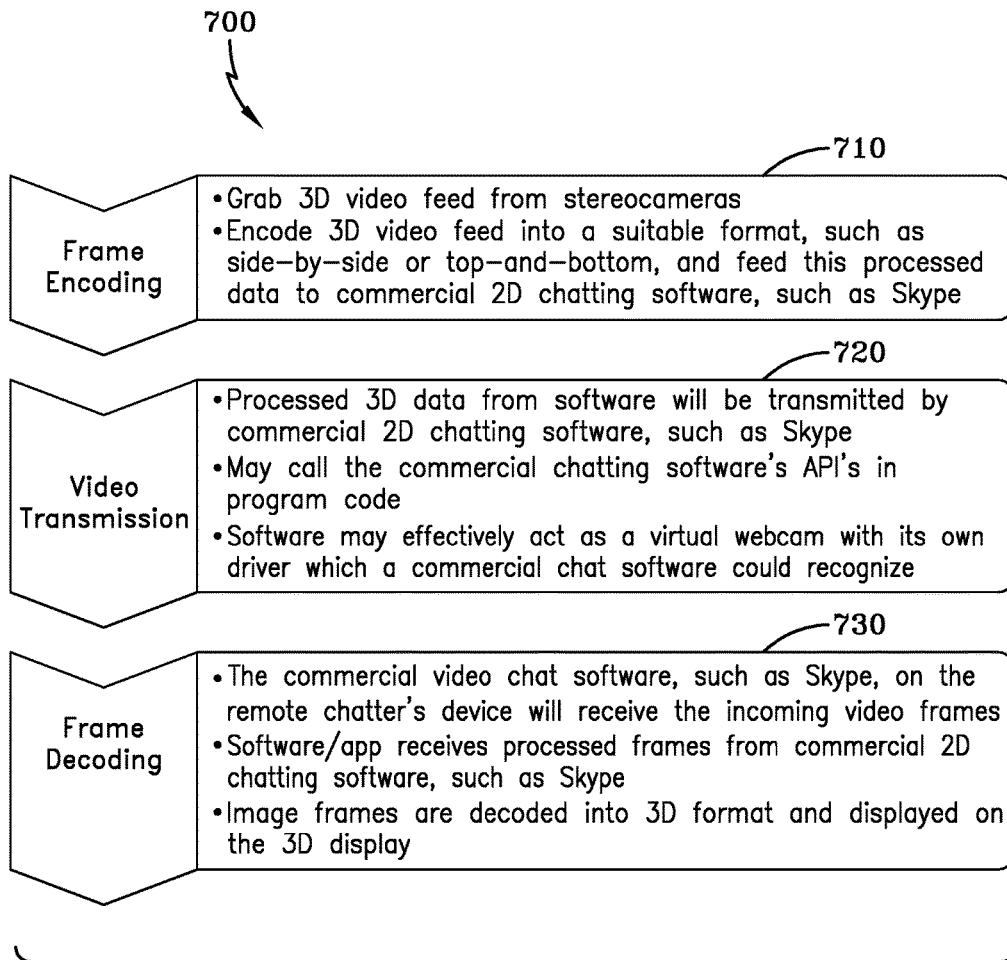 700
710
Frame
Encoding
•Grab 3D video feed from stereocameras
•Encode 3D video feed into a suitable format, such as
side-by-side or top-and-bottom, and feed this processed
data to commercial 2D chatting software, such as Skype
720
Video
Transmission
•Processed 3D data from software will be transmitted by
commercial 2D chatting software, such as Skype
•May call the commercial chatting software's API's in
program code
•Software may effectively act as a virtual webcam with its own
driver which a commercial chat software could recognize
730
Frame
Decoding
•The commercial video chat software, such as Skype, on the
remote chatter's device will receive the incoming video frames
•Software/app receives processed frames from commercial 2D
chatting software, such as Skype
•Image frames are decoded into 3D format and displayed on
the 3D display